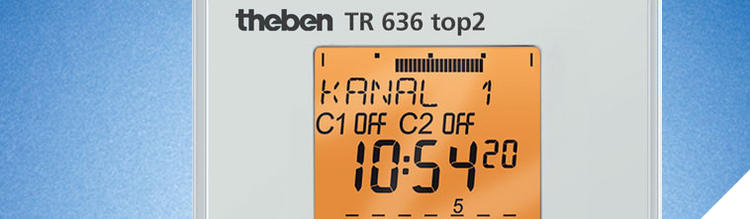 theben TR 636 top2
KANAL 1
C1 OFF C2 OFF
10:54 20
5